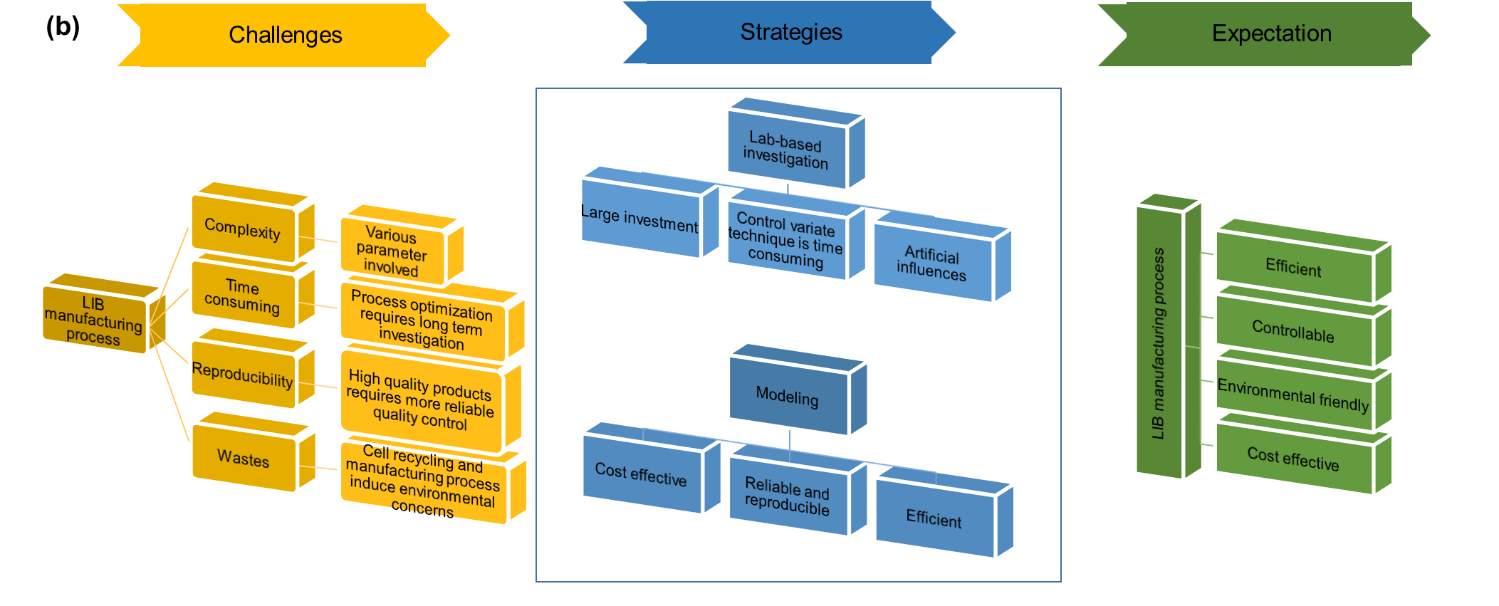 (b)
Challenges
Strategies
Expectation
LIB
manufacturing
process
Complexity
Various
parameter
involved
Time
consuming
Process optimization
requires long term
investigation
Reproducibility
High quality products
requires more reliable
quality control
Wastes
Cell recycling and
manufacturing process
induce environmental
concerns
Lab-based
investigation
Large investment
Control variate
technique is time
consuming
Artificial
influences
Modeling
Cost effective
Reliable and
reproducible
Efficient
LIB manufacturing process
Efficient
Controllable
Environmental friendly
Cost effective